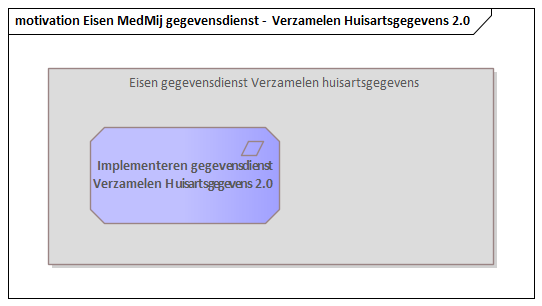 motivation Eisen MedMij gegevensdienst - Verzamelen Huisartsgegevens 2.0
Eisen gegevensdienst Verzamelen huisartsgegevens
Implementeren gegevensdienst
Verzamelen Huisartsgegevens 2.0